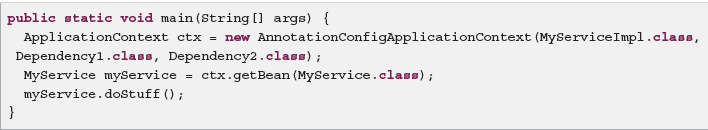 public static void main(String[] args) {
  ApplicationContext ctx = new AnnotationConfigApplicationContext(MyServiceImpl.class,
 Dependency1.class, Dependency2.class);
  MyService myService = ctx.getBean(MyService.class);
  myService.doStuff();
}